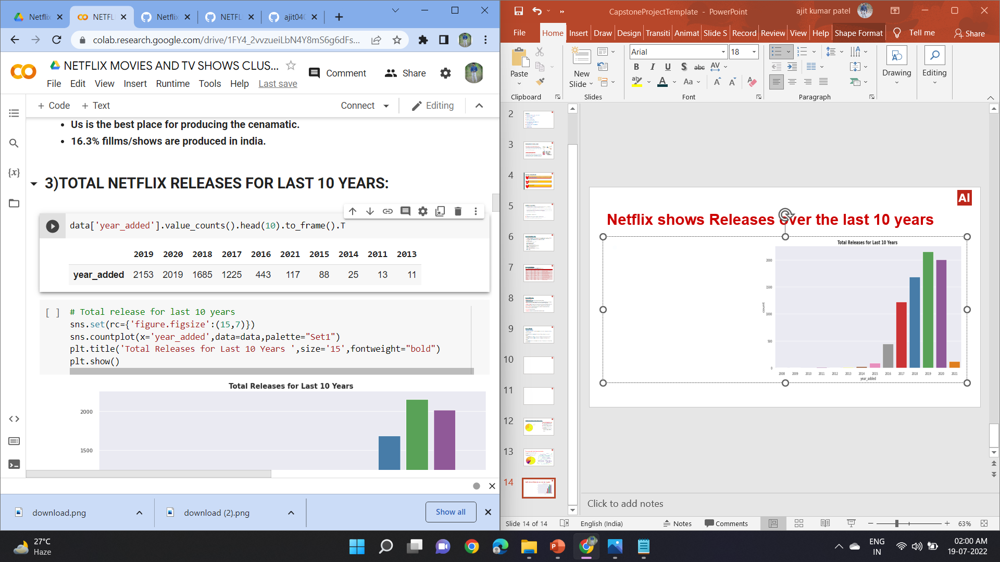 Netflix
NETFL
Netflix
NETFL
ajit04
colab.research.google.com/drive/1FY4_2vvzueiLbN4Y8mS6g6dFs...
NETFLIX MOVIES AND TV SHOWS CLUS...
Comment
Share
File Edit View Insert Runtime Tools Help Last save
+ Code + Text
Connect
Editing
• Us is the best place for producing the cenamatic.
• 16.3% fillms/shows are produced in india.
{x}
3)TOTAL NETFLIX RELEASES FOR LAST 10 YEARS:
data['year_added'].value_counts().head(10).to_frame().T
2019 2020 2018 2017 2016 2021 2015 2014 2011 2013
year_added 2153 2019 1685 1225 443 117 88 25 13 11
[ ] # Total release for last 10 years
sns.set(rc={'figure.figsize':(15,7)})
sns.countplot(x='year_added',data=data,palette="Set1")
plt.title('Total Releases for Last 10 Years ',size='15',fontweight="bold")
plt.show()
Total Releases for Last 10 Years
2000
1500
download.png
download (2).png
Show all
27°C
Haze
CapstoneProjectTemplate - PowerPoint
ajit kumar patel
File Home Insert Draw Design Transiti Animat Slide S Record Review View Help Shape Format Tell me Share
Paste
Clipboard
New
Slide
Slides
Arial
18
B I U S abc AV
Aa A A
Font
Paragraph
Drawing
Editing
2
3
4
5
6
7
8
9
10
11
12
13
14
AI
Netflix shows Releases over the last 10 years
Total Releases for Last 10 Years
2000
1500
1000
500
0
count
2008 2009 2010 2011 2012 2013 2014 2015 2016 2017 2018 2019 2020 2021
year_added
Click to add notes
Slide 14 of 14
English (India)
Notes
Comments
63%
ENG
IN
02:00 AM
19-07-2022